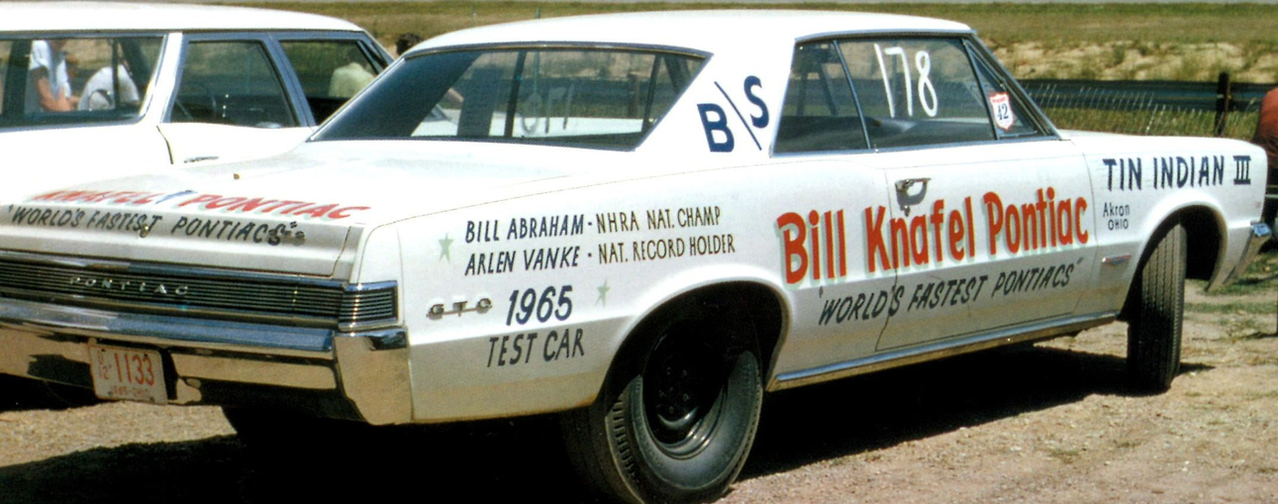 KNAFEL PONTIAC
"WORLD'S FASTEST PONTIACS"
PONTIAC
1133
BILL ABRAHAM - NHRA NAT. CHAMP
ARLEN VANKE - NAT. RECORD HOLDER
GTO 1965
TEST CAR
B\S
178
42
Bill Knafel Pontiac
"WORLD'S FASTEST PONTIACS"
TIN INDIAN III
Akron
OHIO